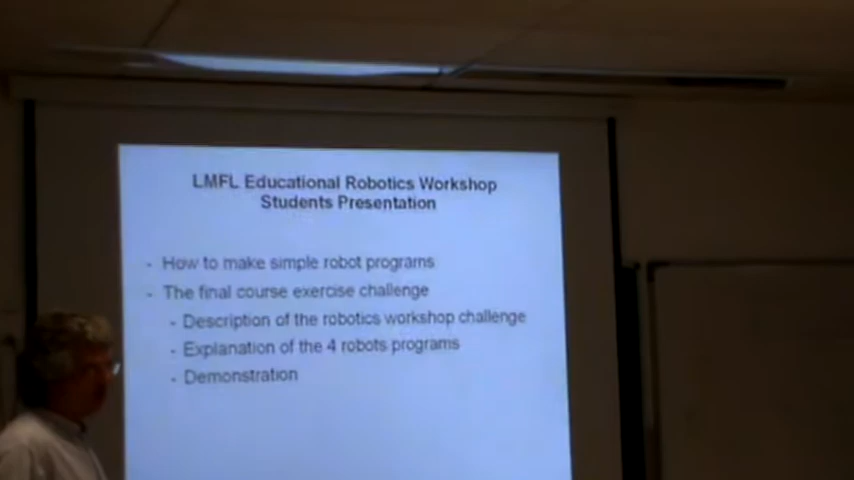 LMFL Educational Robotics Workshop
Students Presentation
- How to make simple robot programs
- The final course exercise challenge
- Description of the robotics workshop challenge
- Explanation of the 4 robots programs
- Demonstration